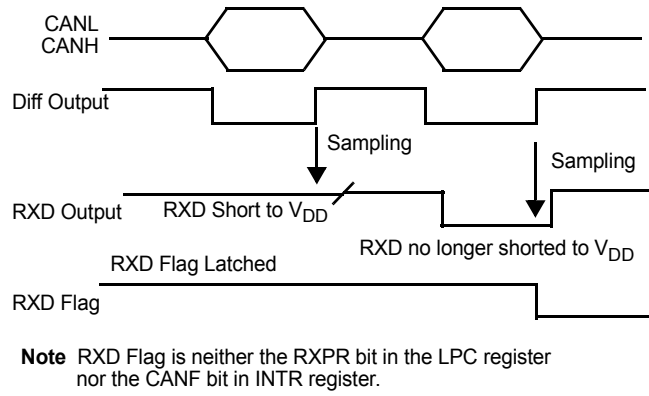 CANL
CANH
Diff Output
Sampling
Sampling
RXD Output
RXD Short to VDD
RXD no longer shorted to VDD
RXD Flag Latched
RXD Flag
Note RXD Flag is neither the RXPR bit in the LPC register
nor the CANF bit in INTR register.